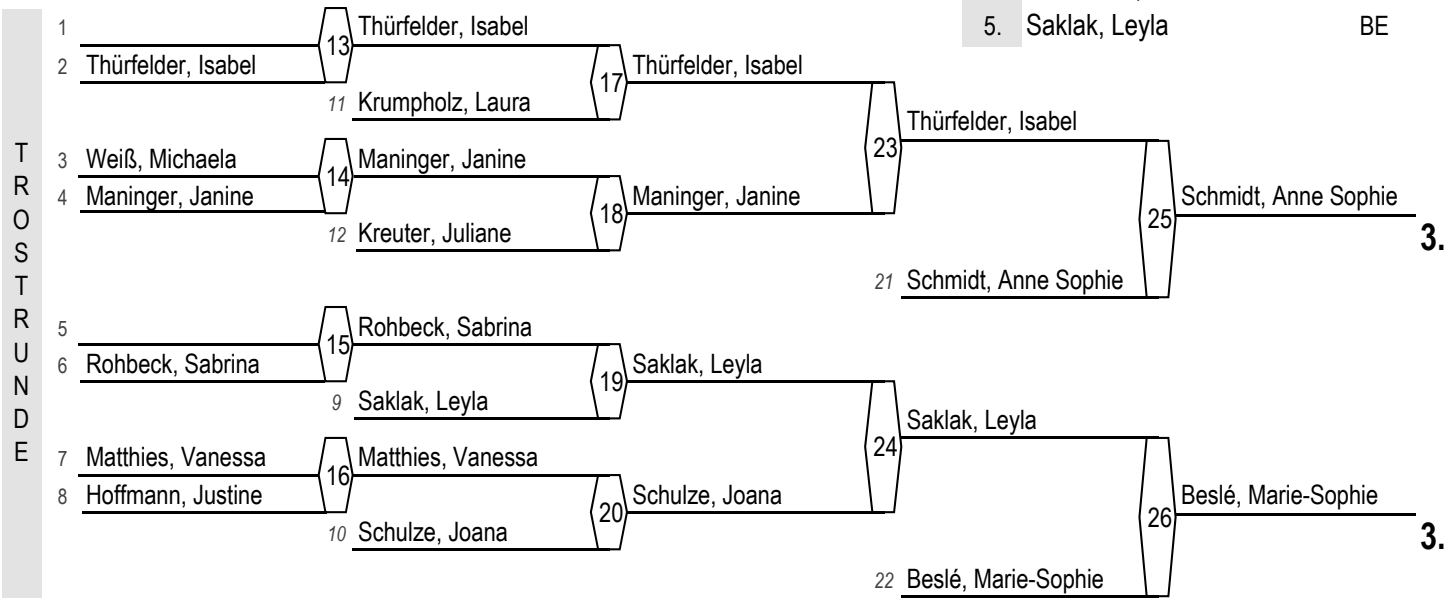 5. Saklak, Leyla BE
TROSTRUNDE
1
13 Thürfelder, Isabel
2 Thürfelder, Isabel
17 Thürfelder, Isabel
11 Krumpholz, Laura
23 Thürfelder, Isabel
3 Weiß, Michaela
14 Maninger, Janine
4 Maninger, Janine
18 Maninger, Janine
25 Schmidt, Anne Sophie
12 Kreuter, Juliane
3.
21 Schmidt, Anne Sophie
5
15 Rohbeck, Sabrina
6 Rohbeck, Sabrina
19 Saklak, Leyla
9 Saklak, Leyla
24 Saklak, Leyla
7 Matthies, Vanessa
16 Matthies, Vanessa
8 Hoffmann, Justine
20 Schulze, Joana
26 Beslé, Marie-Sophie
10 Schulze, Joana
3.
22 Beslé, Marie-Sophie